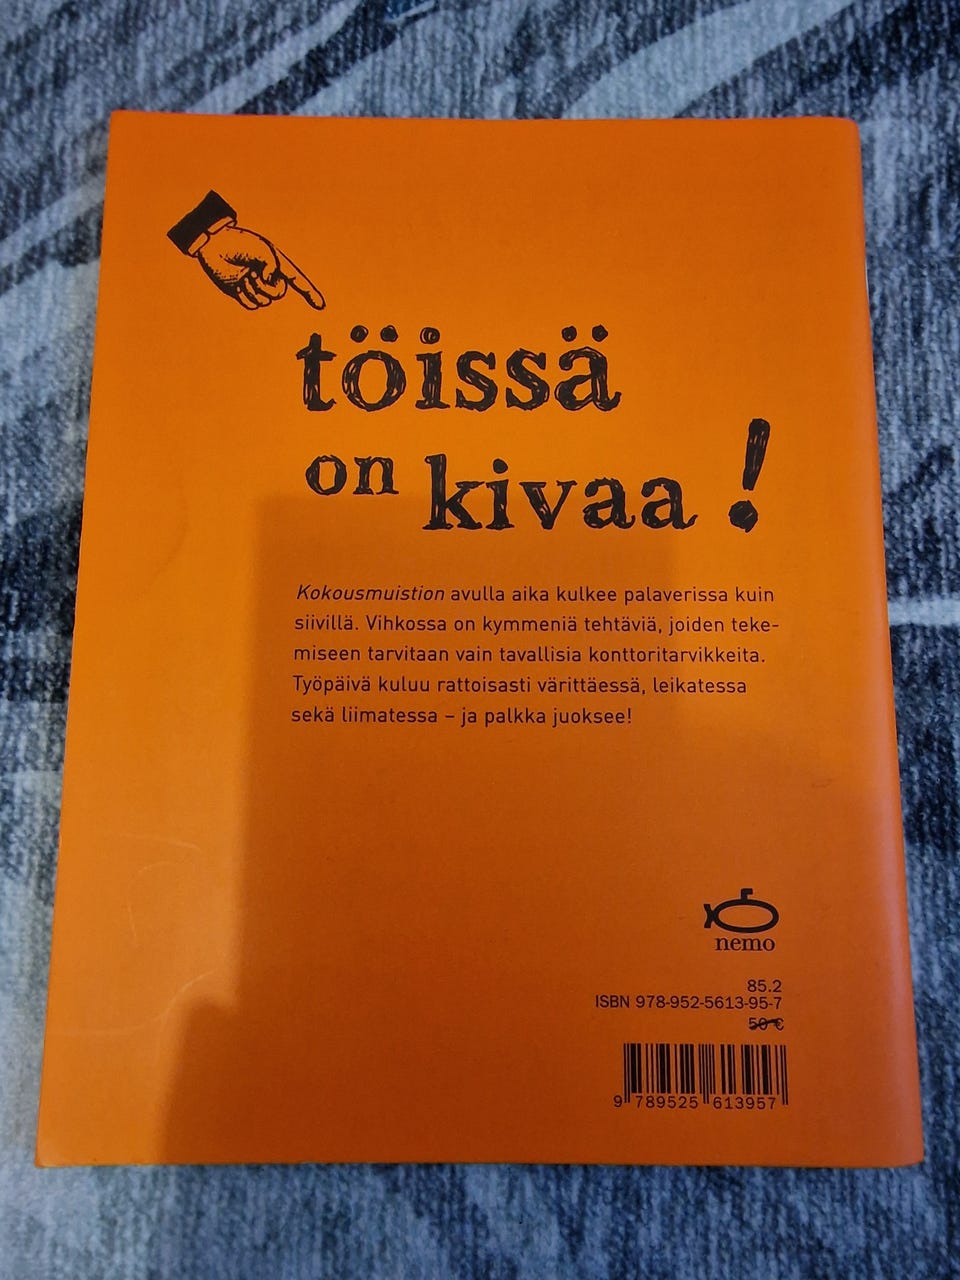 töissä
on kivaa!
Kokousmuistion avulla aika kulkee palaverissa kuin
siivillä. Vihkossa on kymmeniä tehtäviä, joiden teke-
miseen tarvitaan vain tavallisia konttoritarvikkeita.
Työpäivä kuluu rattoisasti värittäessä, leikatessa
sekä liimatessa – ja palkka juoksee!
nemo
85.2
ISBN 978-952-5613-95-7
50 €
9 789525 613957